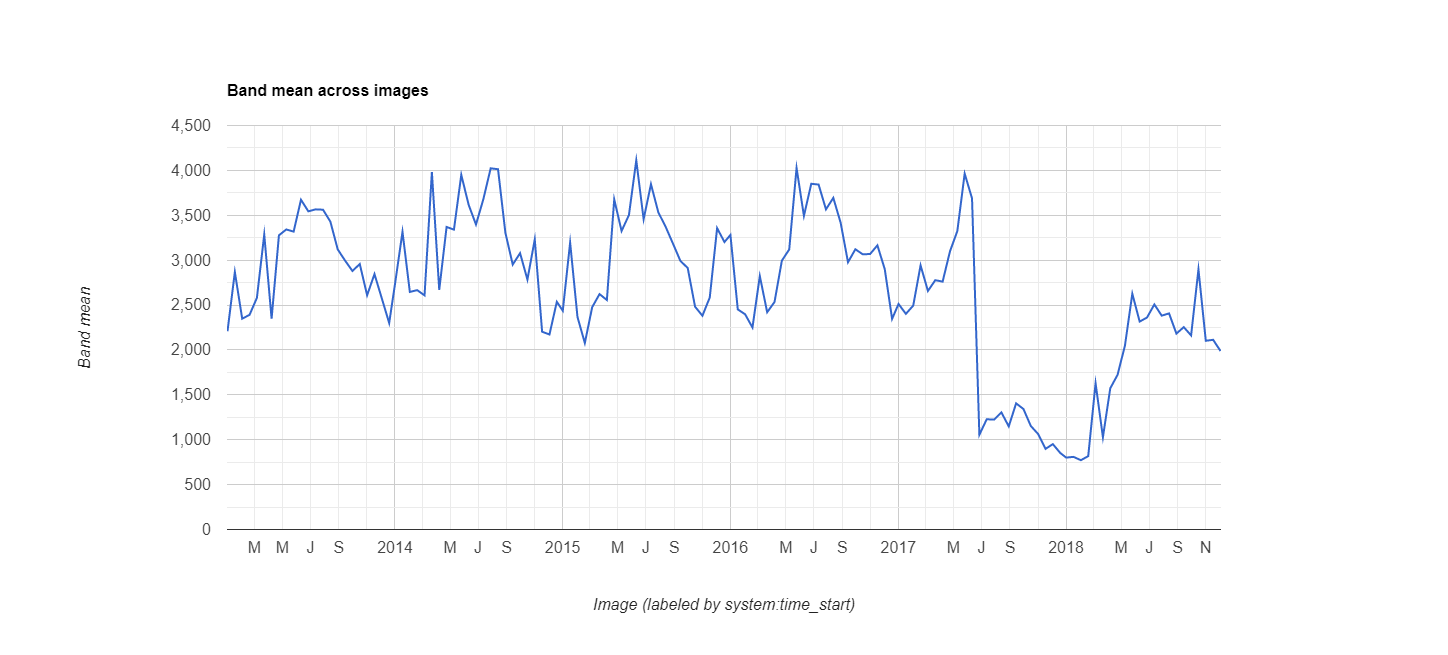 Band mean across images
4,500
4,000
3,500
3,000
2,500
2,000
1,500
1,000
500
0
Band mean
M M J S 2014 M J S 2015 M J S 2016 M J S 2017 M J S 2018 M J S N
Image (labeled by system:time_start)